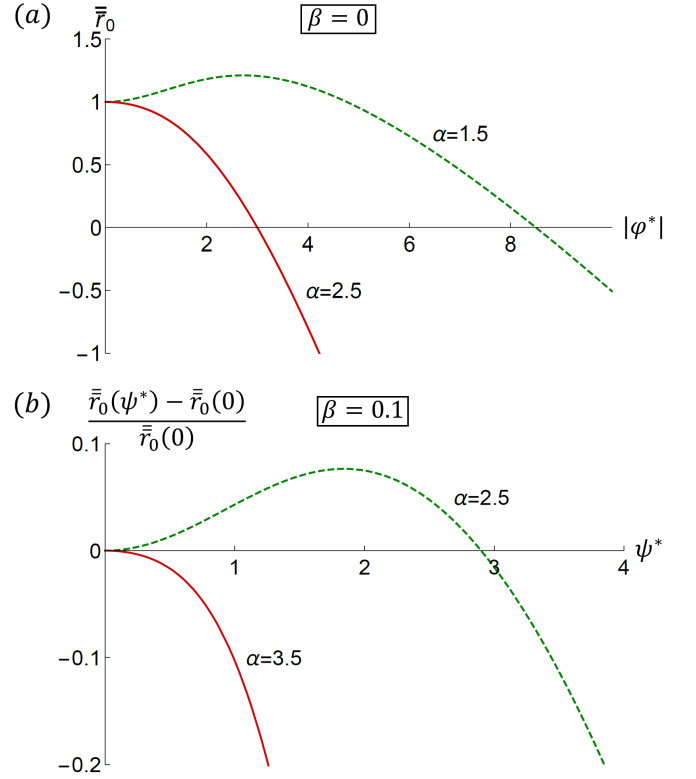 (a) r̿₀ β = 0
1.5
1
α=1.5
0.5
0
2 4 6 8 |φ*|
−0.5
α=2.5
−1
(b) r̿₀(ψ*) − r̿₀(0) β = 0.1
r̿₀(0)
0.1
α=2.5
0
1 2 3 4 ψ*
−0.1 α=3.5
−0.2